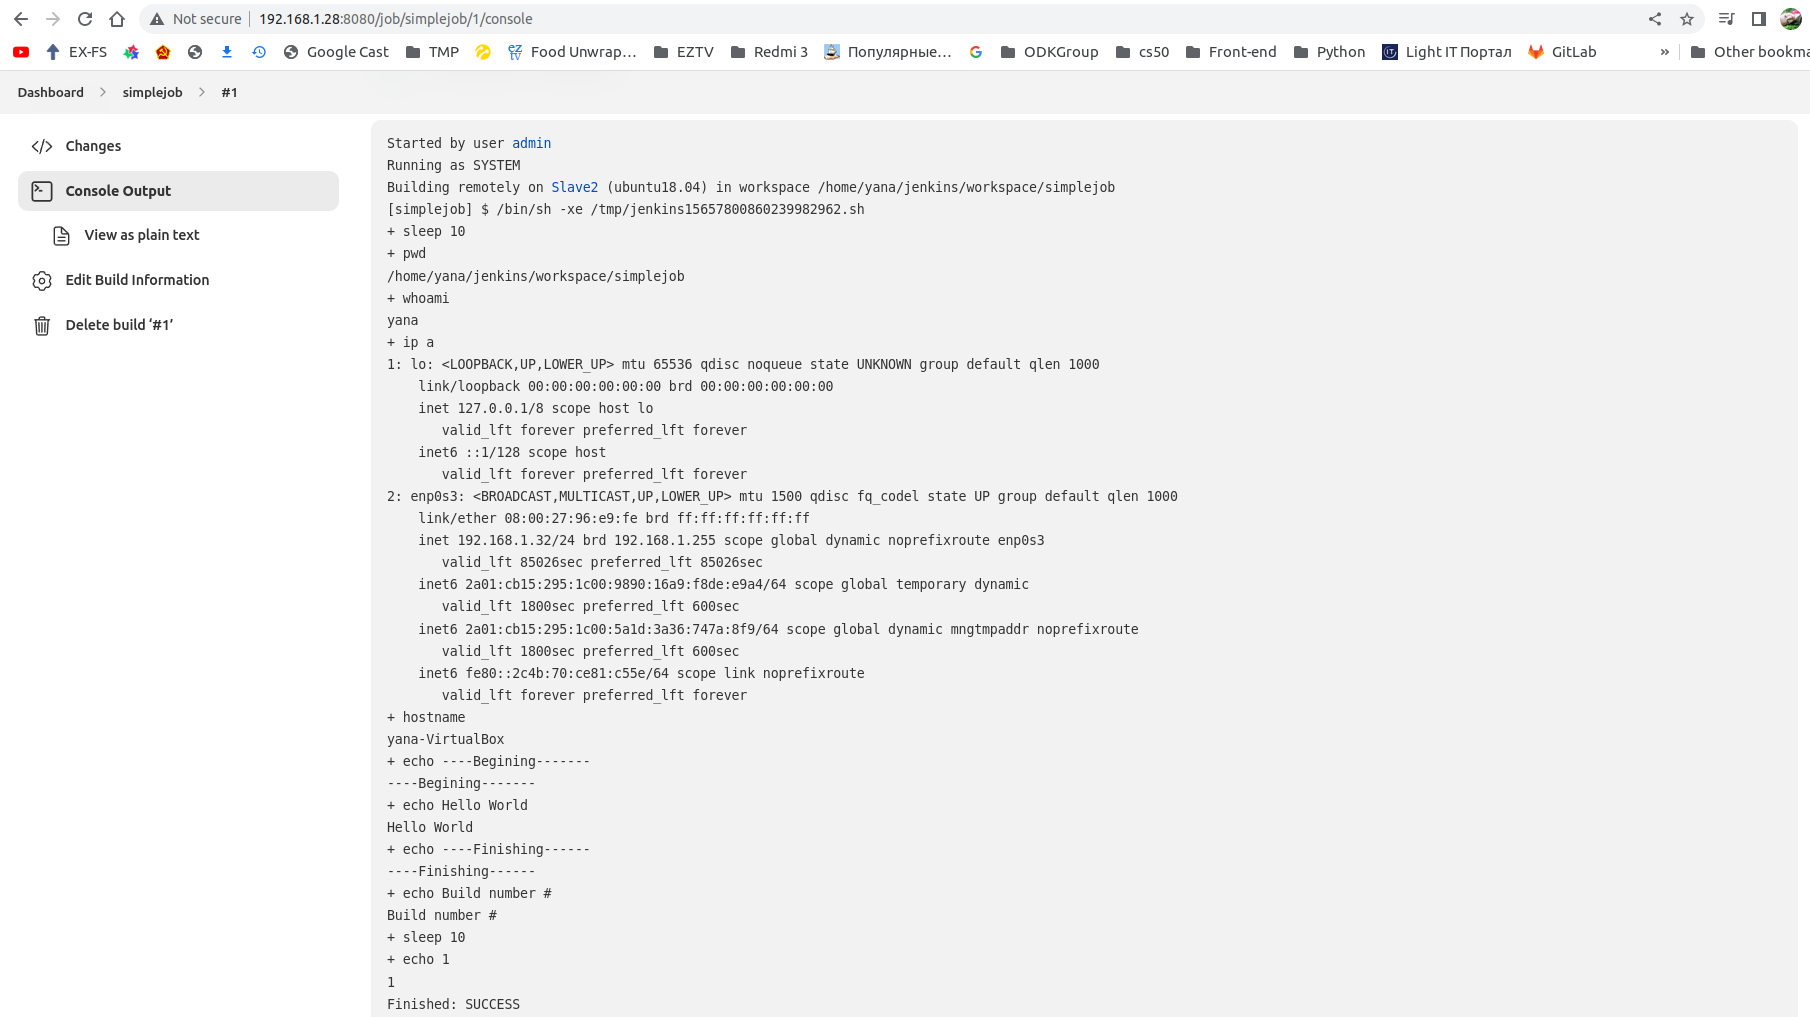 Not secure 192.168.1.28:8080/job/simplejob/1/console
EX-FS Google Cast TMP Food Unwrap... EZTV Redmi 3 Популярные... ODKGroup cs50 Front-end Python Light IT Портал GitLab » Other bookma
Dashboard simplejob #1
Changes
Console Output
View as plain text
Edit Build Information
Delete build ‘#1’
Started by user admin
Running as SYSTEM
Building remotely on Slave2 (ubuntu18.04) in workspace /home/yana/jenkins/workspace/simplejob
[simplejob] $ /bin/sh -xe /tmp/jenkins15657800860239982962.sh
+ sleep 10
+ pwd
/home/yana/jenkins/workspace/simplejob
+ whoami
yana
+ ip a
1: lo: <LOOPBACK,UP,LOWER_UP> mtu 65536 qdisc noqueue state UNKNOWN group default qlen 1000
    link/loopback 00:00:00:00:00:00 brd 00:00:00:00:00:00
    inet 127.0.0.1/8 scope host lo
       valid_lft forever preferred_lft forever
    inet6 ::1/128 scope host
       valid_lft forever preferred_lft forever
2: enp0s3: <BROADCAST,MULTICAST,UP,LOWER_UP> mtu 1500 qdisc fq_codel state UP group default qlen 1000
    link/ether 08:00:27:96:e9:fe brd ff:ff:ff:ff:ff:ff
    inet 192.168.1.32/24 brd 192.168.1.255 scope global dynamic noprefixroute enp0s3
       valid_lft 85026sec preferred_lft 85026sec
    inet6 2a01:cb15:295:1c00:9890:16a9:f8de:e9a4/64 scope global temporary dynamic
       valid_lft 1800sec preferred_lft 600sec
    inet6 2a01:cb15:295:1c00:5a1d:3a36:747a:8f9/64 scope global dynamic mngtmpaddr noprefixroute
       valid_lft 1800sec preferred_lft 600sec
    inet6 fe80::2c4b:70:ce81:c55e/64 scope link noprefixroute
       valid_lft forever preferred_lft forever
+ hostname
yana-VirtualBox
+ echo ----Begining-------
----Begining-------
+ echo Hello World
Hello World
+ echo ----Finishing------
----Finishing------
+ echo Build number #
Build number #
+ sleep 10
+ echo 1
1
Finished: SUCCESS